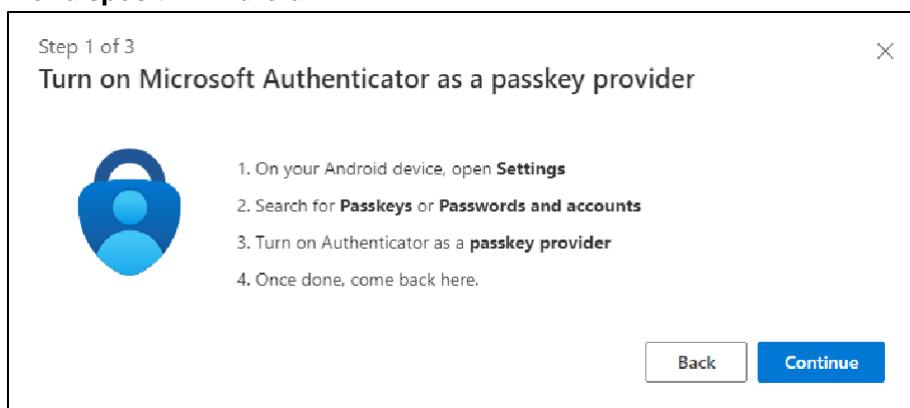 Step 1 of 3
Turn on Microsoft Authenticator as a passkey provider
1. On your Android device, open Settings
2. Search for Passkeys or Passwords and accounts
3. Turn on Authenticator as a passkey provider
4. Once done, come back here.
Back
Continue